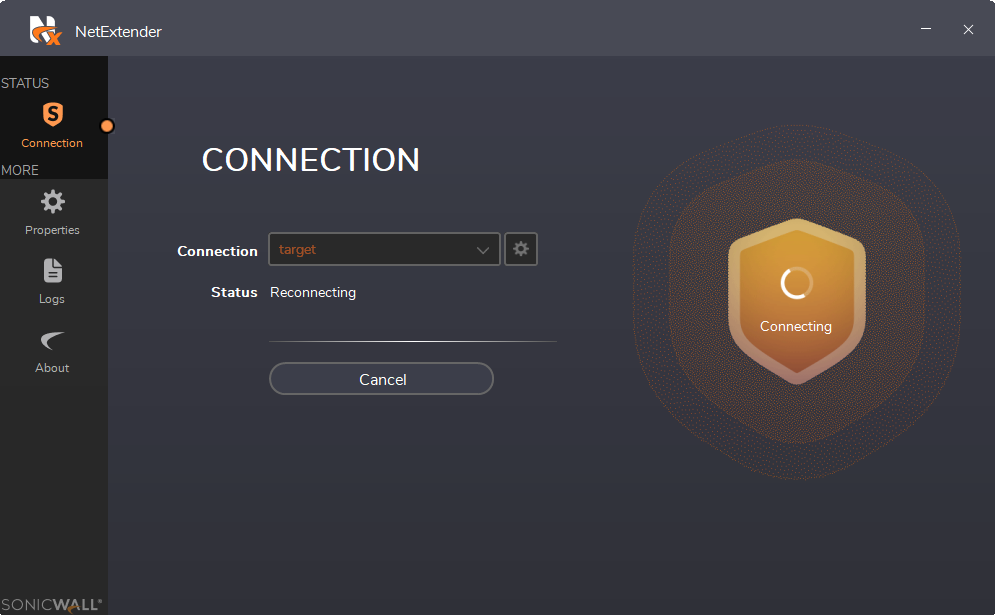 NetExtender
STATUS
Connection
MORE
Properties
Logs
About
CONNECTION
Connection target
Status Reconnecting
Cancel
Connecting
SONICWALL®